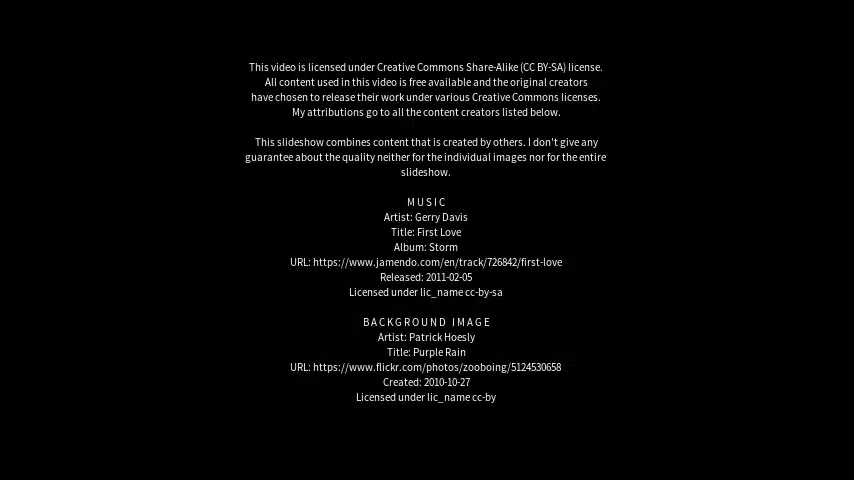 This video is licensed under Creative Commons Share-Alike (CC BY-SA) license.
All content used in this video is free available and the original creators
have chosen to release their work under various Creative Commons licenses.
My attributions go to all the content creators listed below.
This slideshow combines content that is created by others. I don't give any
guarantee about the quality neither for the individual images nor for the entire
slideshow.
MUSIC
Artist: Gerry Davis
Title: First Love
Album: Storm
URL: https://www.jamendo.com/en/track/726842/first-love
Released: 2011-02-05
Licensed under lic_name cc-by-sa
BACKGROUND IMAGE
Artist: Patrick Hoesly
Title: Purple Rain
URL: https://www.flickr.com/photos/zooboing/5124530658
Created: 2010-10-27
Licensed under lic_name cc-by